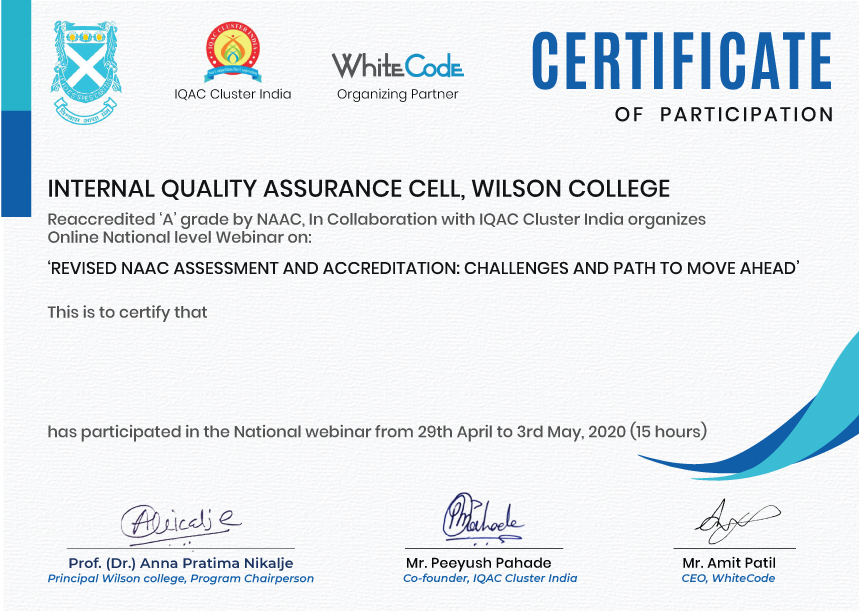 IQAC CLUSTER INDIA
IQAC Cluster India
WhiteCode
Organizing Partner
CERTIFICATE
OF PARTICIPATION
INTERNAL QUALITY ASSURANCE CELL, WILSON COLLEGE
Reaccredited ‘A’ grade by NAAC, In Collaboration with IQAC Cluster India organizes
Online National level Webinar on:
‘REVISED NAAC ASSESSMENT AND ACCREDITATION: CHALLENGES AND PATH TO MOVE AHEAD’
This is to certify that
has participated in the National webinar from 29th April to 3rd May, 2020 (15 hours)
Prof. (Dr.) Anna Pratima Nikalje
Principal Wilson college, Program Chairperson
Mr. Peeyush Pahade
Co-founder, IQAC Cluster India
Mr. Amit Patil
CEO, WhiteCode